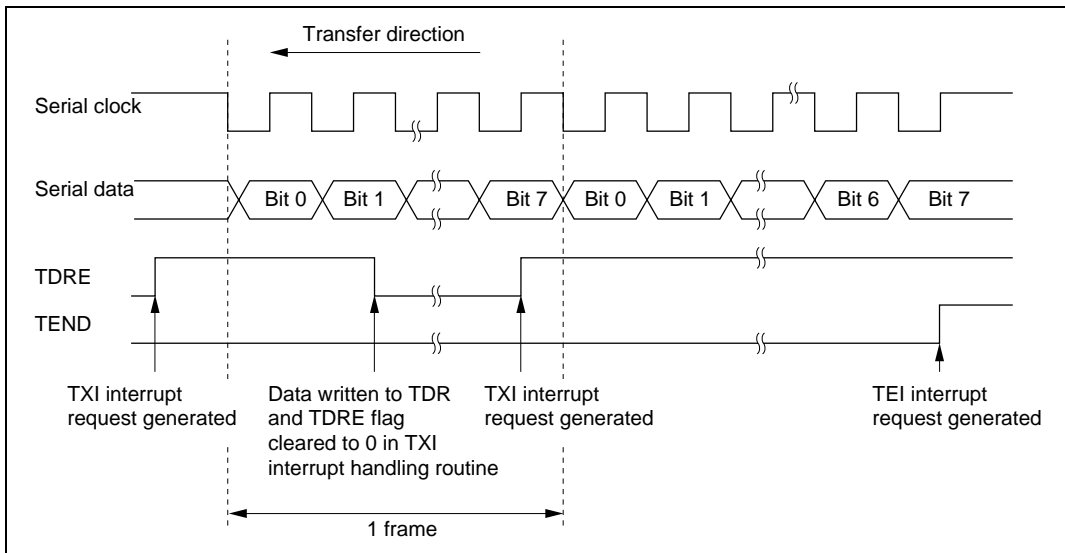 Transfer direction
Serial clock
Serial data
Bit 0
Bit 1
Bit 7
Bit 0
Bit 1
Bit 6
Bit 7
TDRE
TEND
TXI interrupt
request generated
Data written to TDR
and TDRE flag
cleared to 0 in TXI
interrupt handling routine
TXI interrupt
request generated
TEI interrupt
request generated
1 frame